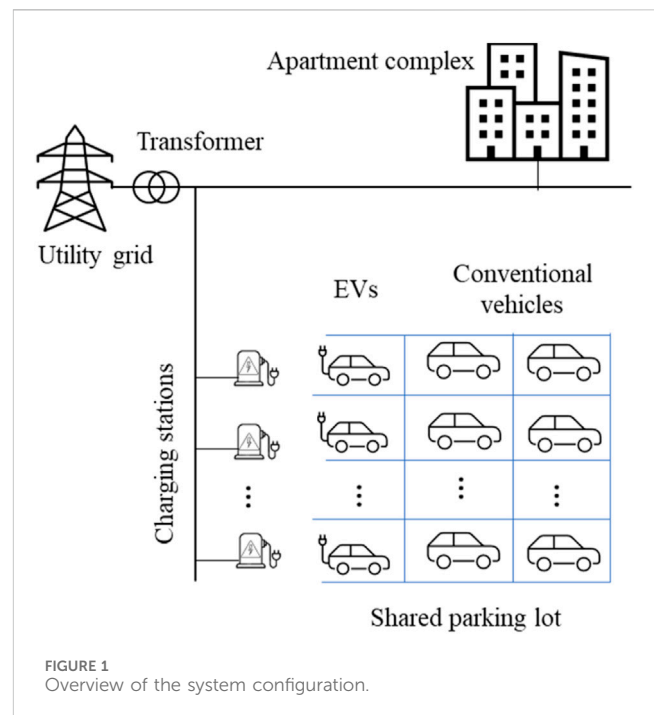 Apartment complex
Transformer
Utility grid
EVs
Conventional
vehicles
Charging stations
Shared parking lot
FIGURE 1
Overview of the system configuration.